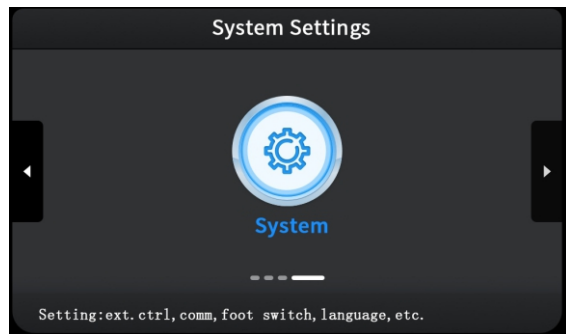 System Settings
System
Setting:ext.ctrl,comm,foot switch,language,etc.